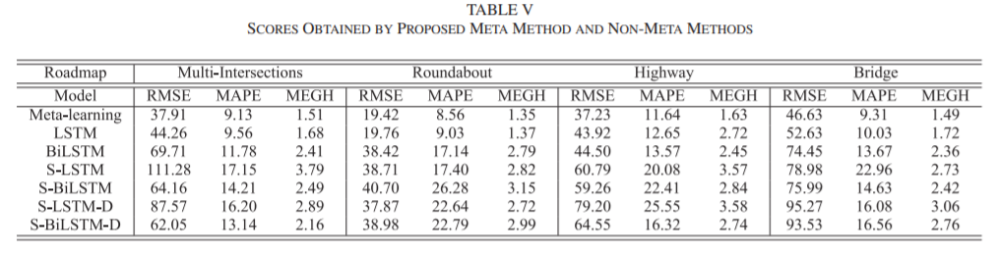 TABLE V
SCORES OBTAINED BY PROPOSED META METHOD AND NON-META METHODS
Roadmap Multi-Intersections Roundabout Highway Bridge
Model RMSE MAPE MEGH RMSE MAPE MEGH RMSE MAPE MEGH RMSE MAPE MEGH
Meta-learning 37.91 9.13 1.51 19.42 8.56 1.35 37.23 11.64 1.63 46.63 9.31 1.49
LSTM 44.26 9.56 1.68 19.76 9.03 1.37 43.92 12.65 2.72 52.63 10.03 1.72
BiLSTM 69.71 11.78 2.41 38.42 17.14 2.79 44.50 13.57 2.45 74.45 13.67 2.36
S-LSTM 111.28 17.15 3.79 38.71 17.40 2.82 60.79 20.08 3.57 78.98 22.96 2.73
S-BiLSTM 64.16 14.21 2.49 40.70 26.28 3.15 59.26 22.41 2.84 75.99 14.63 2.42
S-LSTM-D 87.57 16.20 2.89 37.87 22.64 2.72 79.20 25.55 3.58 95.27 16.08 3.06
S-BiLSTM-D 62.05 13.14 2.16 38.98 22.79 2.99 64.55 16.32 2.74 93.53 16.56 2.76